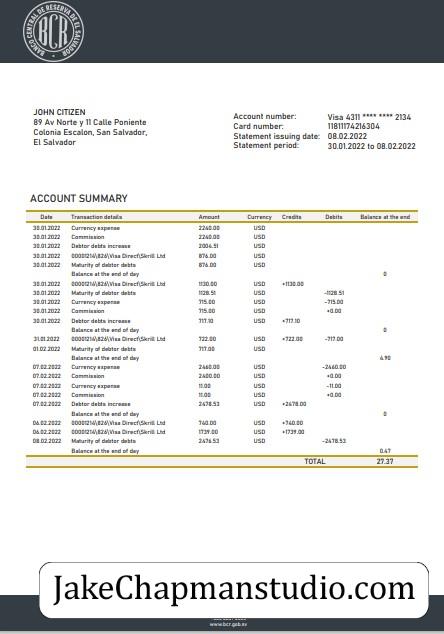 BANCO CENTRAL DE RESERVA DE EL SALVADOR
BCR
JOHN CITIZEN
89 Av Norte y 11 Calle Poniente
Colonia Escalon, San Salvador,
El Salvador
Account number: Visa 4311 **** **** 2134
Card number: 11811174216304
Statement issuing date: 08.02.2022
Statement period: 30.01.2022 to 08.02.2022
ACCOUNT SUMMARY
Date Transaction details Amount Currency Credits Debits Balance at the end
30.01.2022 Currency expense 2240.00 USD
30.01.2022 Commission 2240.00 USD
30.01.2022 Debtor debts increase 2004.51 USD
30.01.2022 00001214\826\Visa Direct\Skrill Ltd 876.00 USD
30.01.2022 Maturity of debtor debts 876.00 USD
Balance at the end of day 0
30.01.2022 00001214\826\Visa Direct\Skrill Ltd 1130.00 USD +1130.00
30.01.2022 Maturity of debtor debts 1128.51 USD -1128.51
30.01.2022 Currency expense 715.00 USD -715.00
30.01.2022 Commission 715.00 USD +0.00
30.01.2022 Debtor debts increase 717.10 USD +717.10
Balance at the end of day 0
31.01.2022 00001214\826\Visa Direct\Skrill Ltd 722.00 USD +722.00 -717.00
01.02.2022 Maturity of debtor debts 717.00 USD
Balance at the end of day 4.90
07.02.2022 Currency expense 2460.00 USD -2460.00
07.02.2022 Commission 2400.00 USD +0.00
07.02.2022 Currency expense 11.00 USD -11.00
07.02.2022 Commission 11.00 USD +0.00
07.02.2022 Debtor debts increase 2478.53 USD +2478.00
Balance at the end of day 0
06.02.2022 00001214\826\Visa Direct\Skrill Ltd 740.00 USD +740.00
06.02.2022 00001214\826\Visa Direct\Skrill Ltd 1739.00 USD +1739.00
08.02.2022 Maturity of debtor debts 2476.53 USD -2478.53
Balance at the end of day 0.47
TOTAL 27.37
JakeChapmanstudio.com
www.bcr.gob.sv